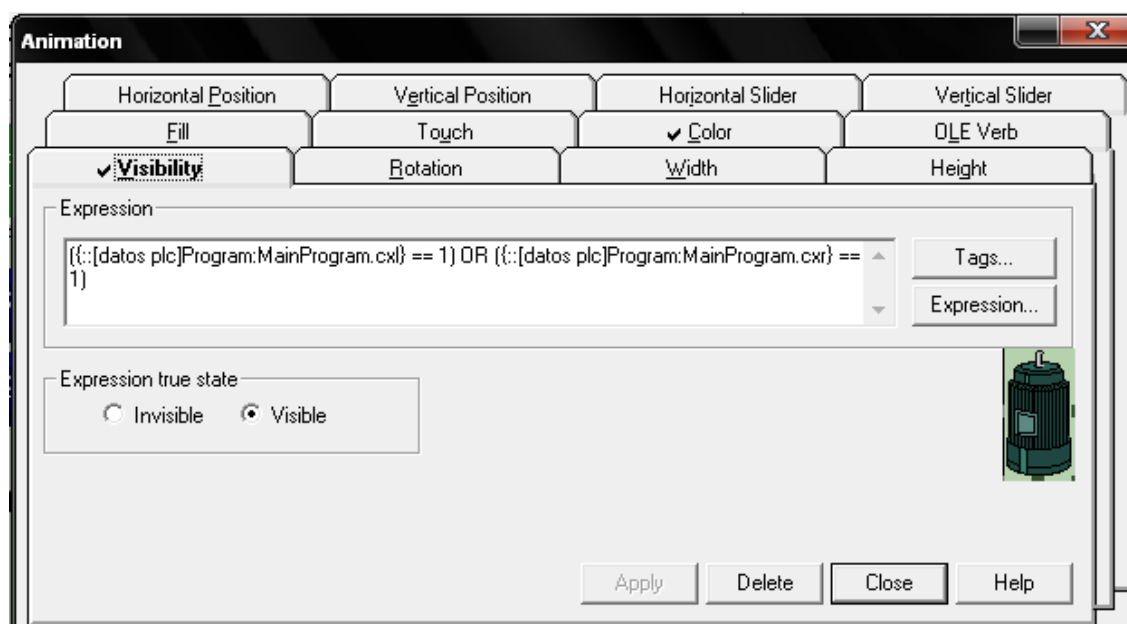 Animation
Horizontal Position
Vertical Position
Horizontal Slider
Vertical Slider
Fill
Touch
Color
OLE Verb
Visibility
Rotation
Width
Height
Expression
({::[datos plc]Program:MainProgram.cxl} == 1) OR ({::[datos plc]Program:MainProgram.cxr} ==
1)
Tags...
Expression...
Expression true state
Invisible
Visible
Apply
Delete
Close
Help